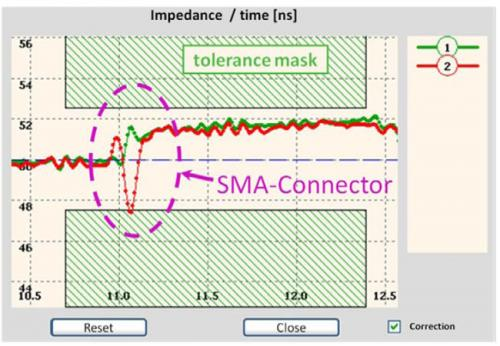 Impedance / time [ns]
56
54
52
50
48
46
44
10.5 11.0 11.5 12.0 12.5
tolerance mask
SMA-Connector
1
2
Reset
Close
Correction